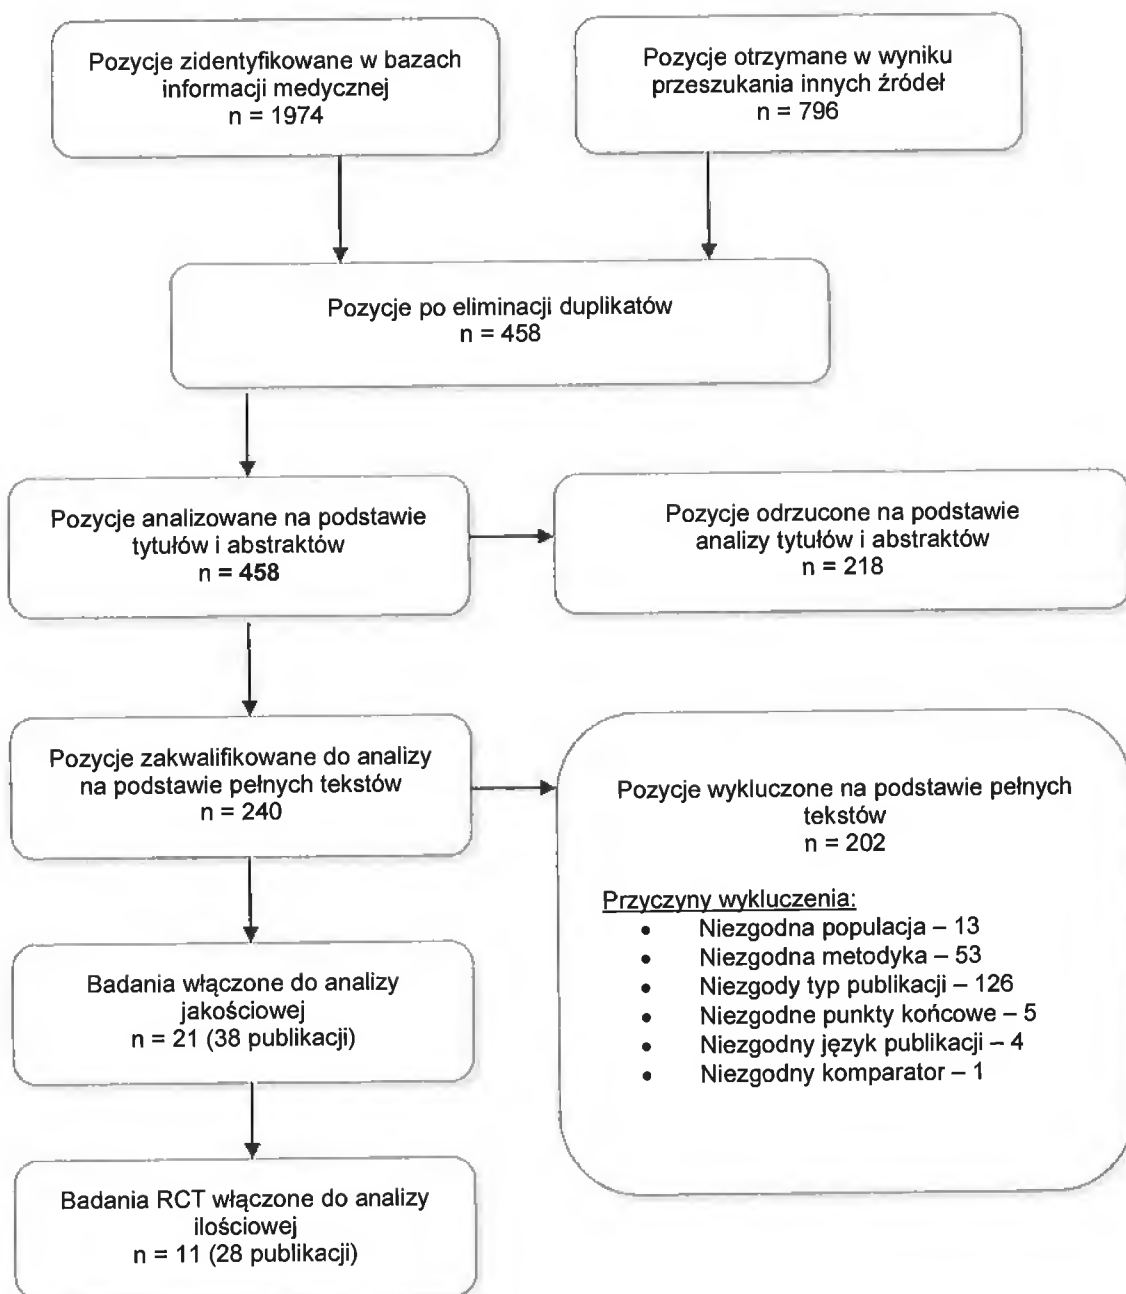 Pozycje zidentyfikowane w bazach
informacji medycznej
n = 1974
Pozycje otrzymane w wyniku
przeszukania innych źródeł
n = 796
Pozycje po eliminacji duplikatów
n = 458
Pozycje analizowane na podstawie
tytułów i abstraktów
n = 458
Pozycje odrzucone na podstawie
analizy tytułów i abstraktów
n = 218
Pozycje zakwalifikowane do analizy
na podstawie pełnych tekstów
n = 240
Pozycje wykluczone na podstawie pełnych
tekstów
n = 202
Przyczyny wykluczenia:
• Niezgodna populacja – 13
• Niezgodna metodyka – 53
• Niezgody typ publikacji – 126
• Niezgodne punkty końcowe – 5
• Niezgodny język publikacji – 4
• Niezgodny komparator – 1
Badania włączone do analizy
jakościowej
n = 21 (38 publikacji)
Badania RCT włączone do analizy
ilościowej
n = 11 (28 publikacji)